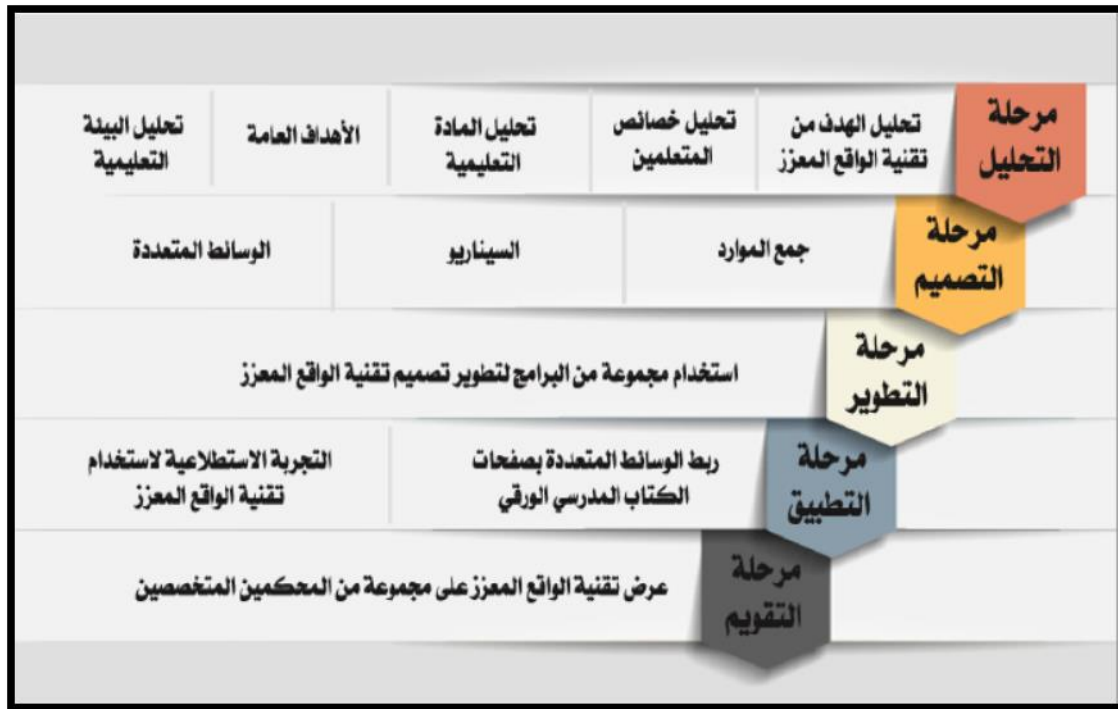 مرحلة
التحليل
تحليل الهدف من
تقنية الواقع المعزز
تحليل خصائص
المتعلمين
تحليل المادة
التعليمية
الأهداف العامة
تحليل البيئة
التعليمية
مرحلة
التصميم
جمع الموارد
السيناريو
الوسائط المتعددة
مرحلة
التطوير
استخدام مجموعة من البرامج لتطوير تصميم تقنية الواقع المعزز
مرحلة
التطبيق
ربط الوسائط المتعددة بصفحات
الكتاب المدرسي الورقي
التجربة الاستطلاعية لاستخدام
تقنية الواقع المعزز
مرحلة
التقويم
عرض تقنية الواقع المعزز على مجموعة من المحكمين المتخصصين